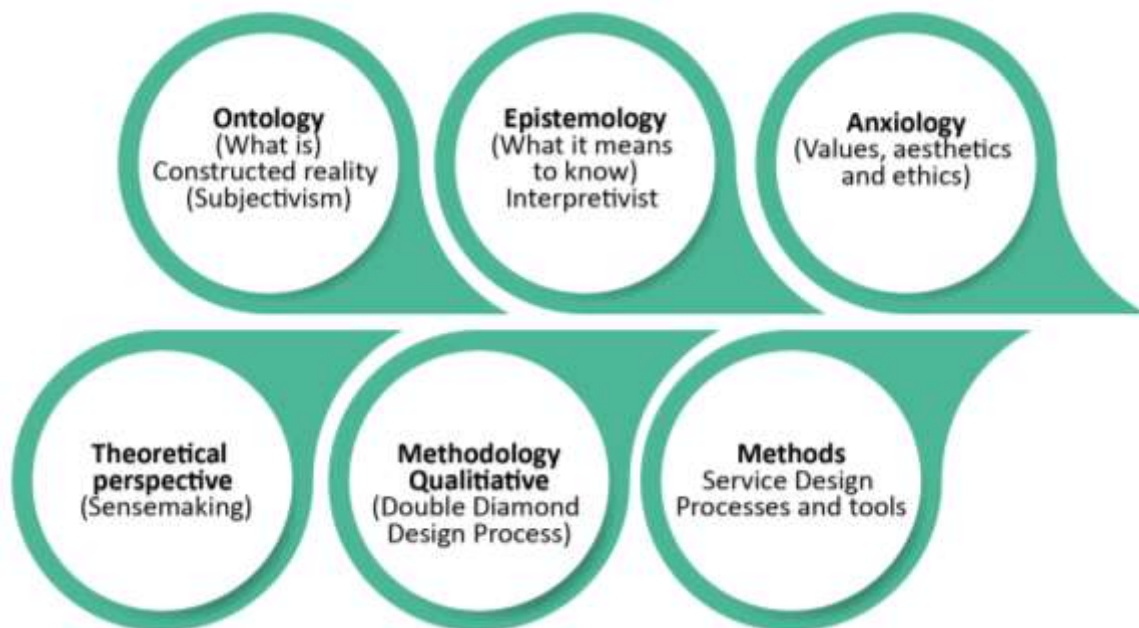 Ontology
(What is)
Constructed reality
(Subjectivism)
Epistemology
(What it means
to know)
Interpretivist
Anxiology
(Values, aesthetics
and ethics)
Theoretical
perspective
(Sensemaking)
Methodology
Qualitiative
(Double Diamond
Design Process)
Methods
Service Design
Processes and tools